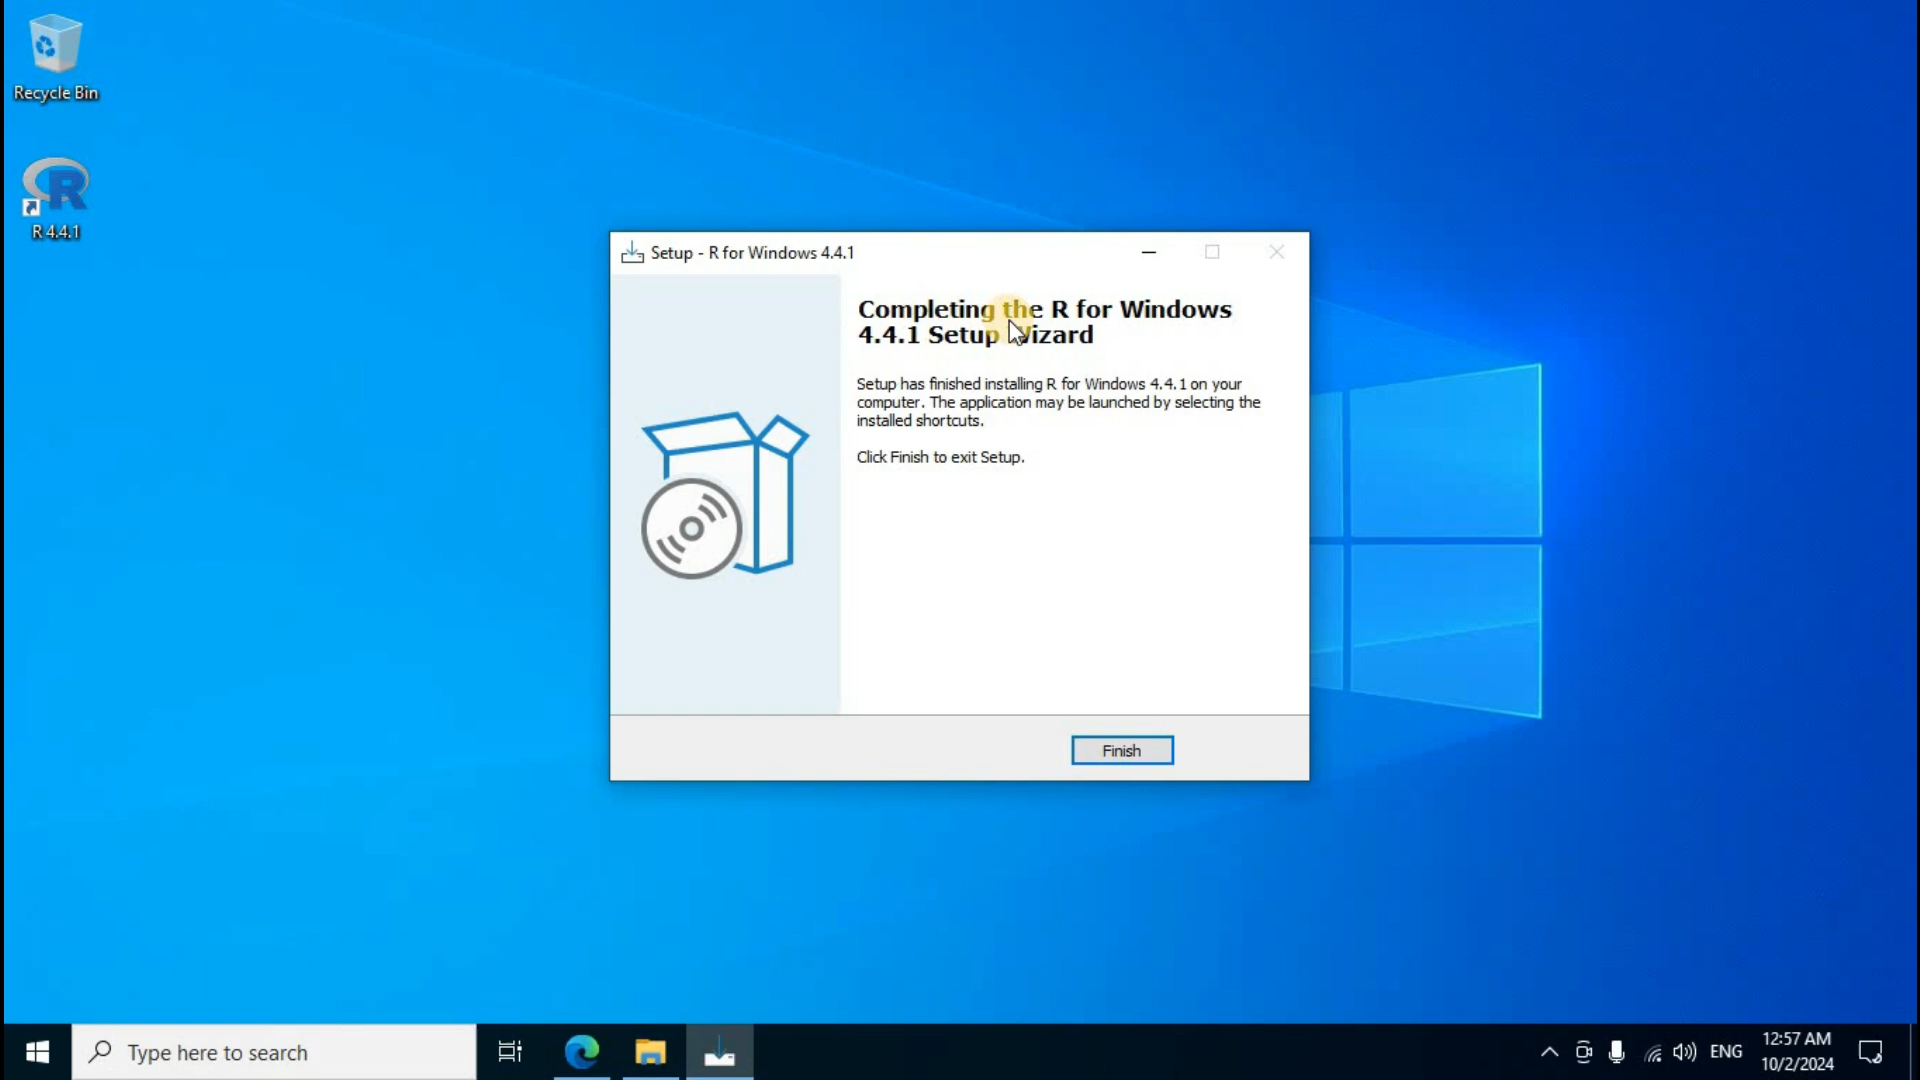 Recycle Bin
R 4.4.1
Setup - R for Windows 4.4.1
Completing the R for Windows
4.4.1 Setup Wizard
Setup has finished installing R for Windows 4.4.1 on your
computer. The application may be launched by selecting the
installed shortcuts.
Click Finish to exit Setup.
Finish
Type here to search
ENG
12:57 AM
10/2/2024